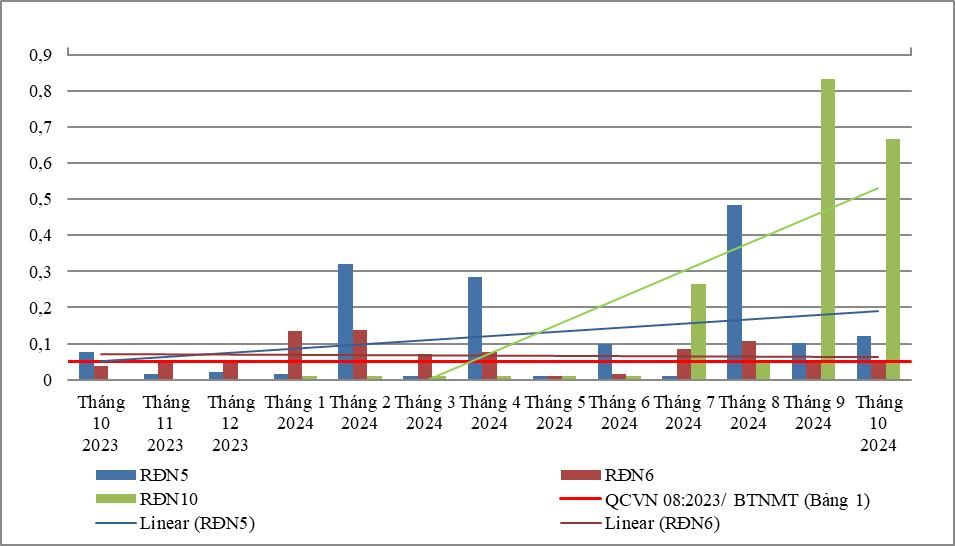 0,9
0,8
0,7
0,6
0,5
0,4
0,3
0,2
0,1
0
Tháng 10 2023
Tháng 11 2023
Tháng 12 2023
Tháng 1 2024
Tháng 2 2024
Tháng 3 2024
Tháng 4 2024
Tháng 5 2024
Tháng 6 2024
Tháng 7 2024
Tháng 8 2024
Tháng 9 2024
Tháng 10 2024
RĐN5
RĐN6
RĐN10
QCVN 08:2023/ BTNMT (Bảng 1)
Linear (RĐN5)
Linear (RĐN6)